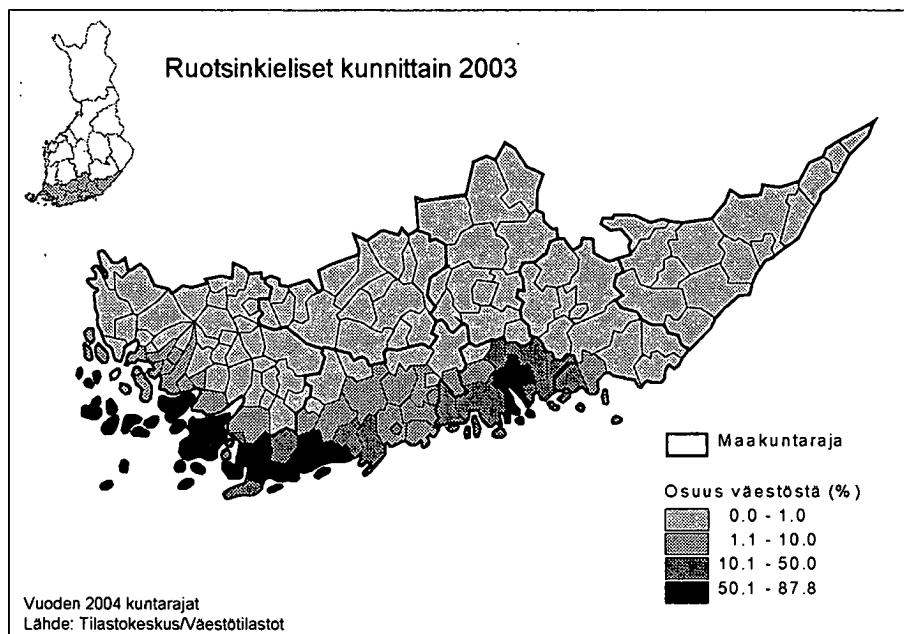 Ruotsinkieliset kunnittain 2003
Maakuntaraja
Osuus väestöstä (%)
0.0 - 1.0
1.1 - 10.0
10.1 - 50.0
50.1 - 87.8
Vuoden 2004 kuntarajat
Lähde: Tilastokeskus/Väestötilastot